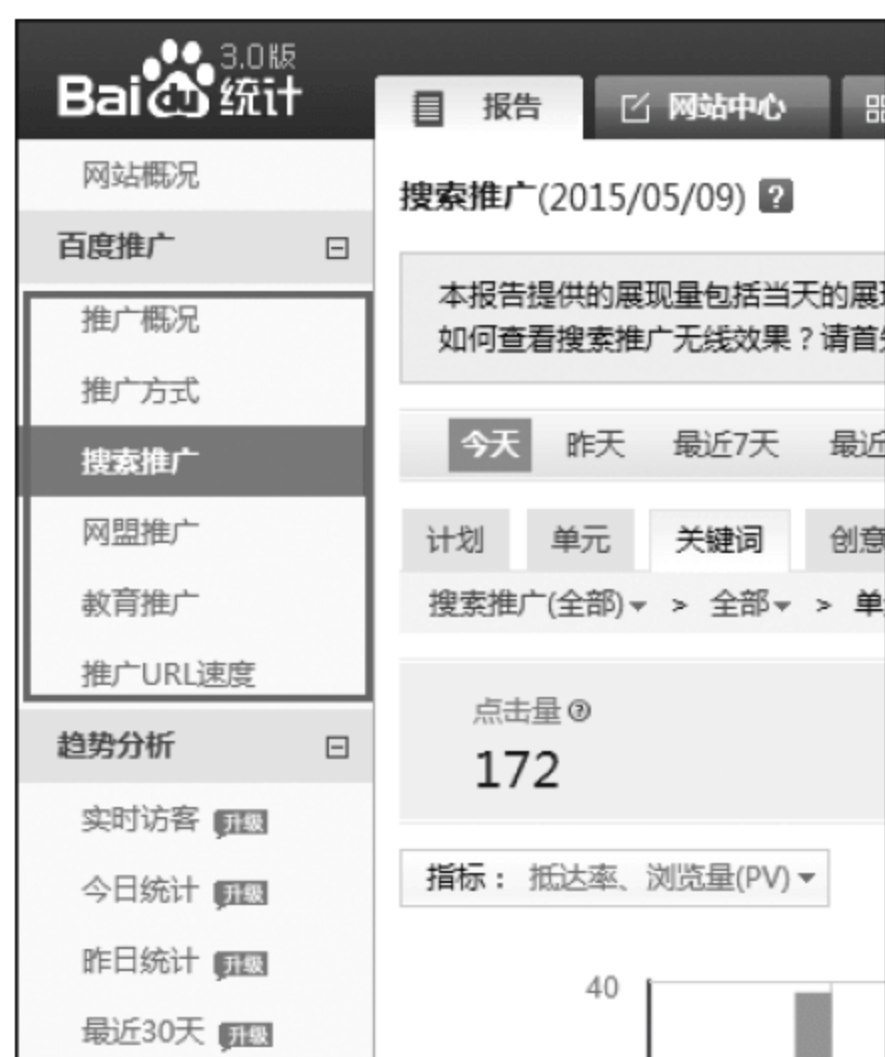 3.0版
Baidu统计
报告
网站中心
网站概况
百度推广
推广概况
推广方式
搜索推广
网盟推广
教育推广
推广URL速度
趋势分析
实时访客 升级
今日统计 升级
昨日统计 升级
最近30天 升级
搜索推广(2015/05/09) ?
本报告提供的展现量包括当天的展
如何查看搜索推广无线效果？请首
今天 昨天 最近7天 最近
计划 单元 关键词 创意
搜索推广(全部) > 全部 > 单
点击量 ?
172
指标： 抵达率、浏览量(PV)
40